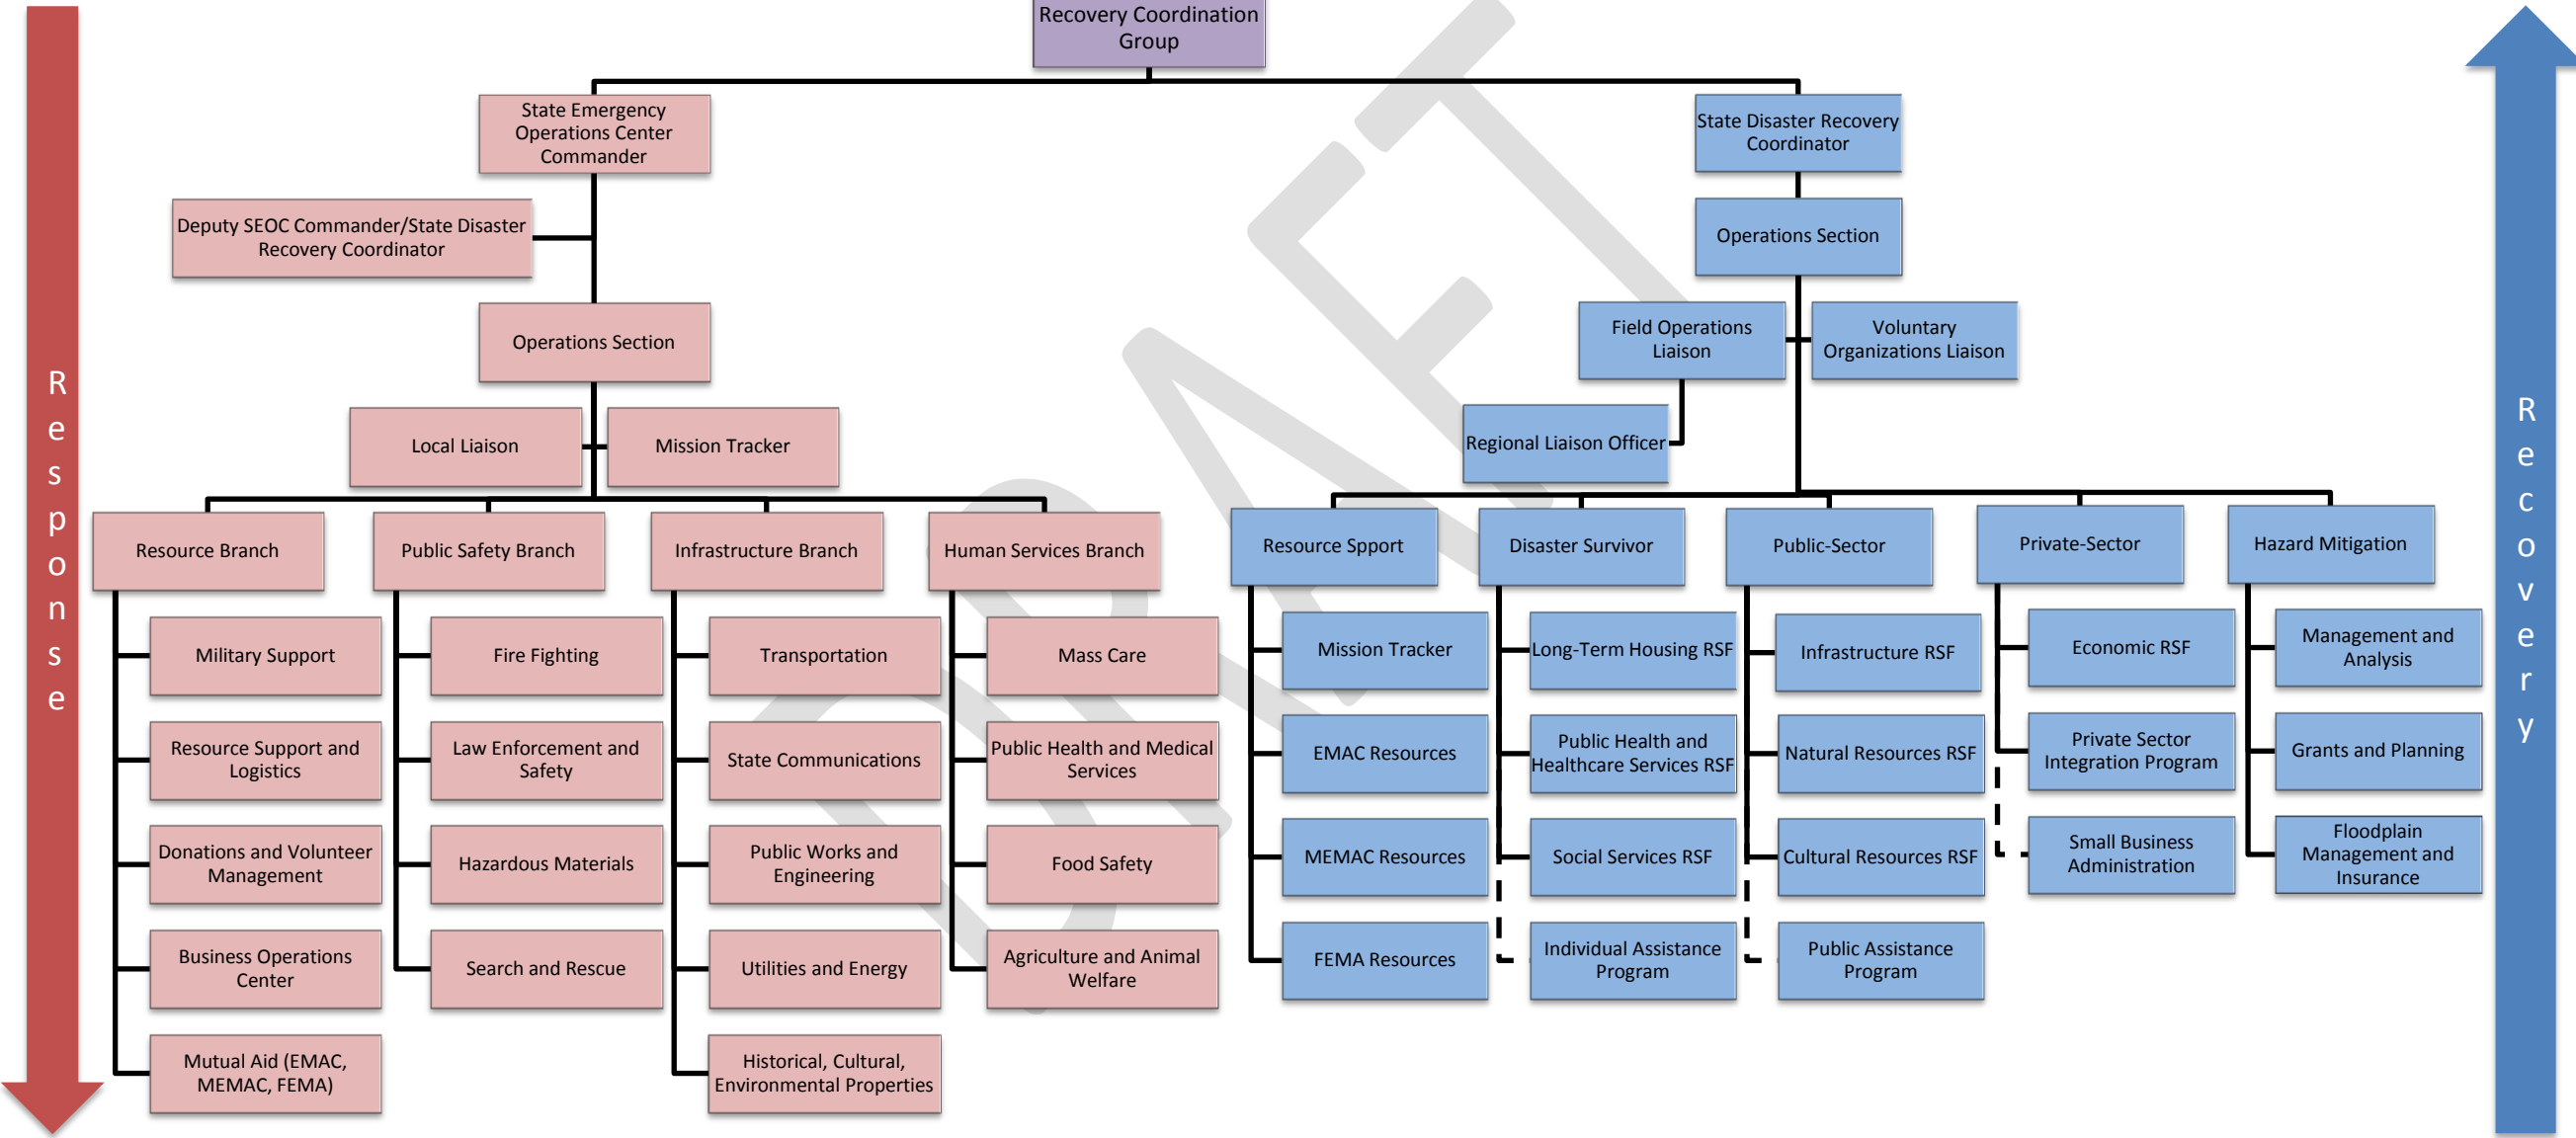 Recovery Coordination
Group
State Emergency
Operations Center
Commander
State Disaster Recovery
Coordinator
Deputy SEOC Commander/State Disaster
Recovery Coordinator
Operations Section
Operations Section
Field Operations
Liaison
Voluntary
Organizations Liaison
Local Liaison
Mission Tracker
Regional Liaison Officer
Resource Branch
Public Safety Branch
Infrastructure Branch
Human Services Branch
Resource Spport
Disaster Survivor
Public-Sector
Private-Sector
Hazard Mitigation
Military Support
Resource Support and
Logistics
Donations and Volunteer
Management
Business Operations
Center
Mutual Aid (EMAC,
MEMAC, FEMA)
Fire Fighting
Law Enforcement and
Safety
Hazardous Materials
Search and Rescue
Transportation
State Communications
Public Works and
Engineering
Utilities and Energy
Historical, Cultural,
Environmental Properties
Mass Care
Public Health and Medical
Services
Food Safety
Agriculture and Animal
Welfare
Mission Tracker
EMAC Resources
MEMAC Resources
FEMA Resources
Long-Term Housing RSF
Public Health and
Healthcare Services RSF
Social Services RSF
Individual Assistance
Program
Infrastructure RSF
Natural Resources RSF
Cultural Resources RSF
Public Assistance
Program
Economic RSF
Private Sector
Integration Program
Small Business
Administration
Management and
Analysis
Grants and Planning
Floodplain
Management and
Insurance
Response
Recovery
DRAFT